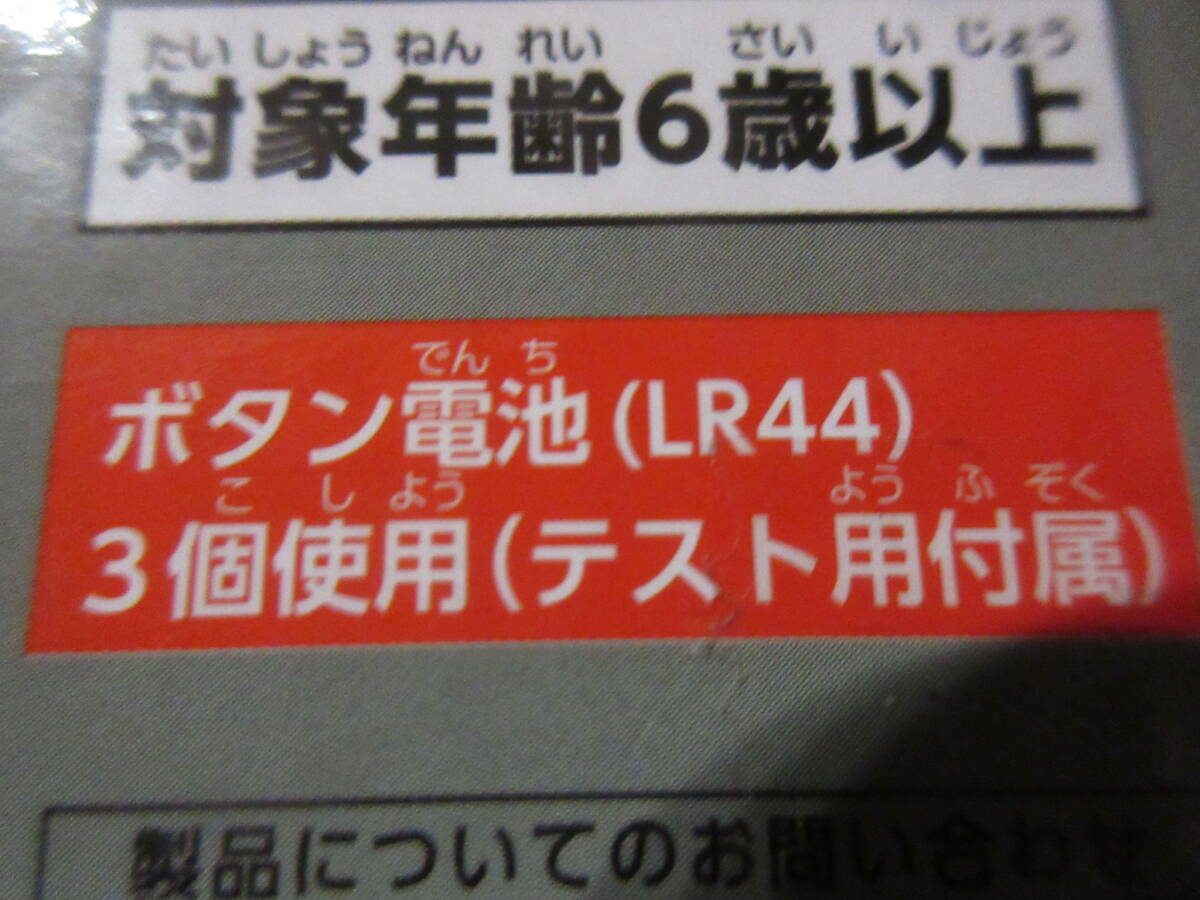 たいしょうねんれい さいいじょう
対象年齢6歳以上
でんち
ボタン電池(LR44)
こしよう ようふぞく
3個使用(テスト用付属)
製品についてのお問い合わせ